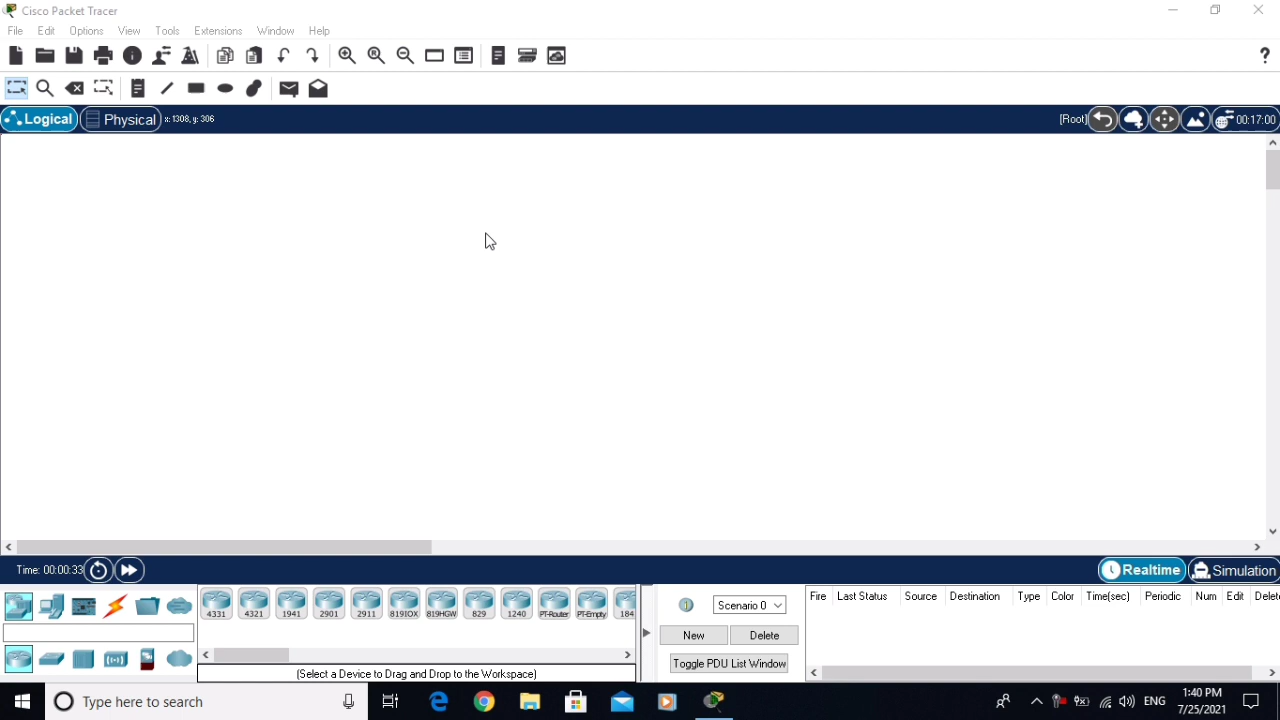 Cisco Packet Tracer
File Edit Options View Tools Extensions Window Help
?
Logical Physical x: 1308, y: 306 [Root] 00:17:00
Time: 00:00:33 Realtime Simulation
4331 4321 1941 2901 2911 819IOX 819HGW 829 1240 PT-Router PT-Empty 184
(Select a Device to Drag and Drop to the Workspace)
Scenario 0
New Delete
Toggle PDU List Window
Fire Last Status Source Destination Type Color Time(sec) Periodic Num Edit Delet
Type here to search
ENG
1:40 PM
7/25/2021